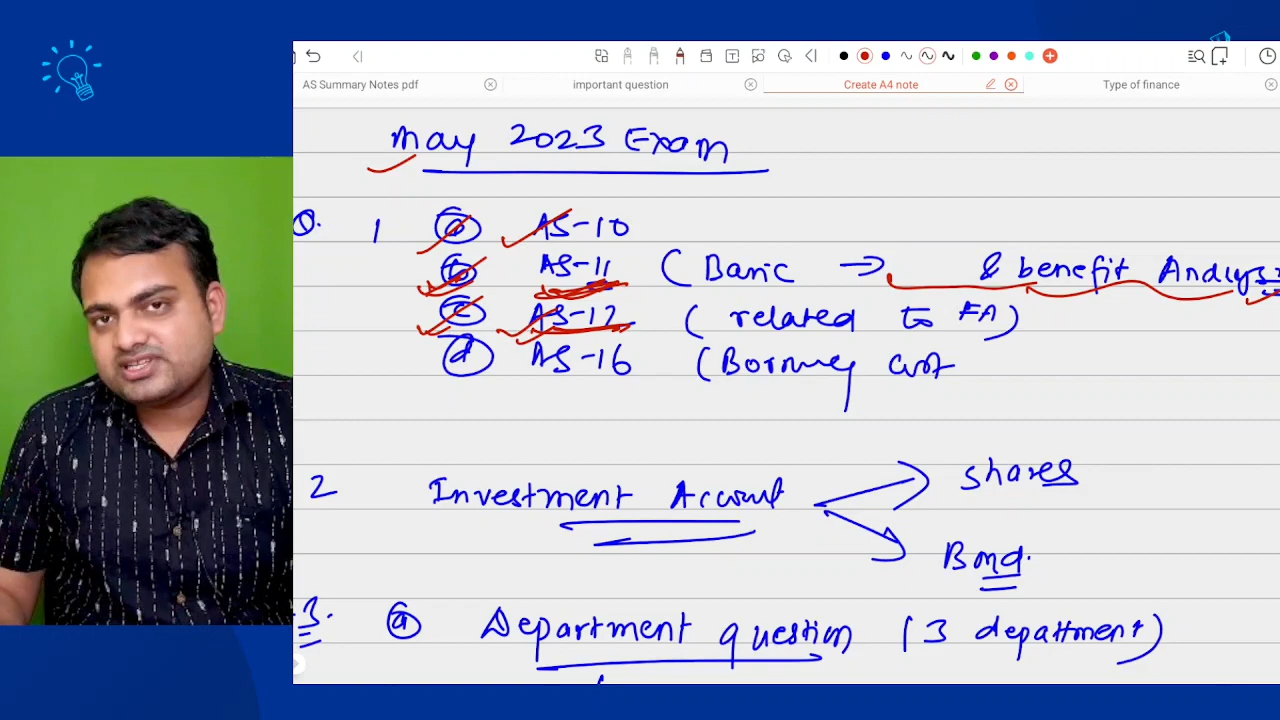 AS Summary Notes pdf
important question
Create A4 note
Type of finance
May 2023 Exam
Q. 1 (a) AS-10
(b) AS-11 (Basic → & benefit Analysis
(c) AS-12 (related to FA)
(d) AS-16 (Borrowing cost
2 Investment Account
shares
Bond.
3. (a) Department question (3 department)